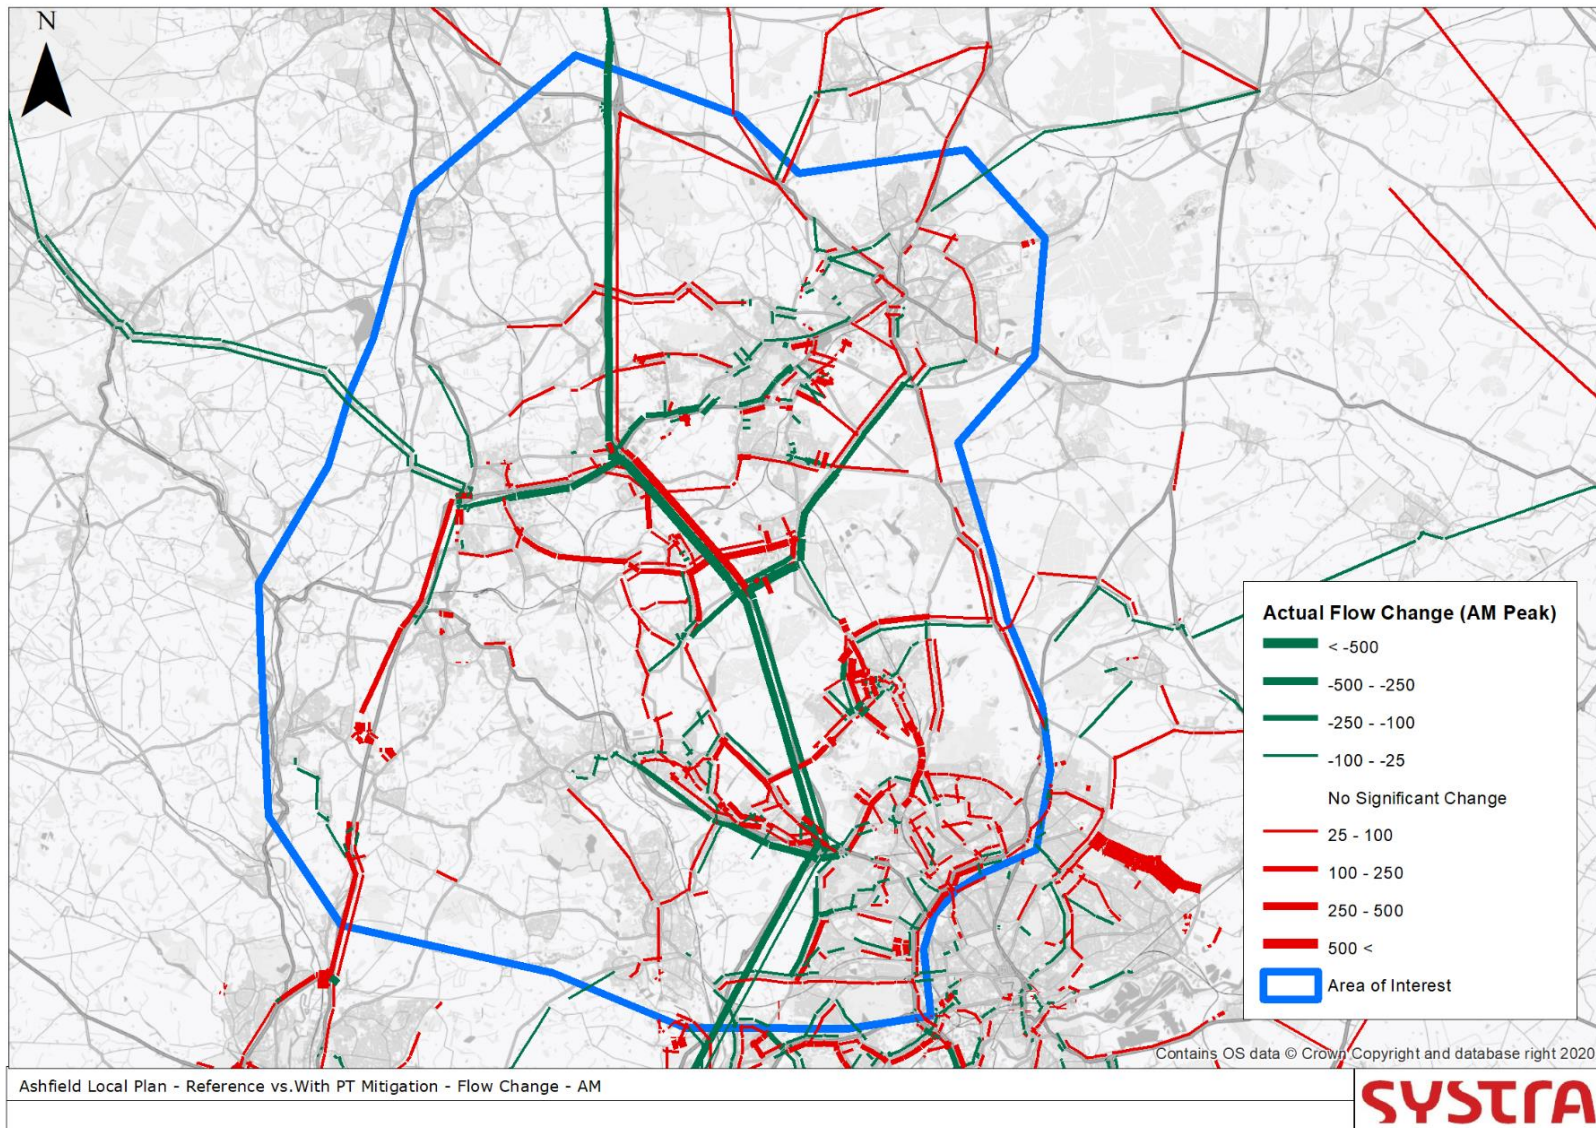 N
Actual Flow Change (AM Peak)
< -500
-500 - -250
-250 - -100
-100 - -25
No Significant Change
25 - 100
100 - 250
250 - 500
500 <
Area of Interest
Contains OS data © Crown Copyright and database right 2020
Ashfield Local Plan - Reference vs.With PT Mitigation - Flow Change - AM
SYSTRA